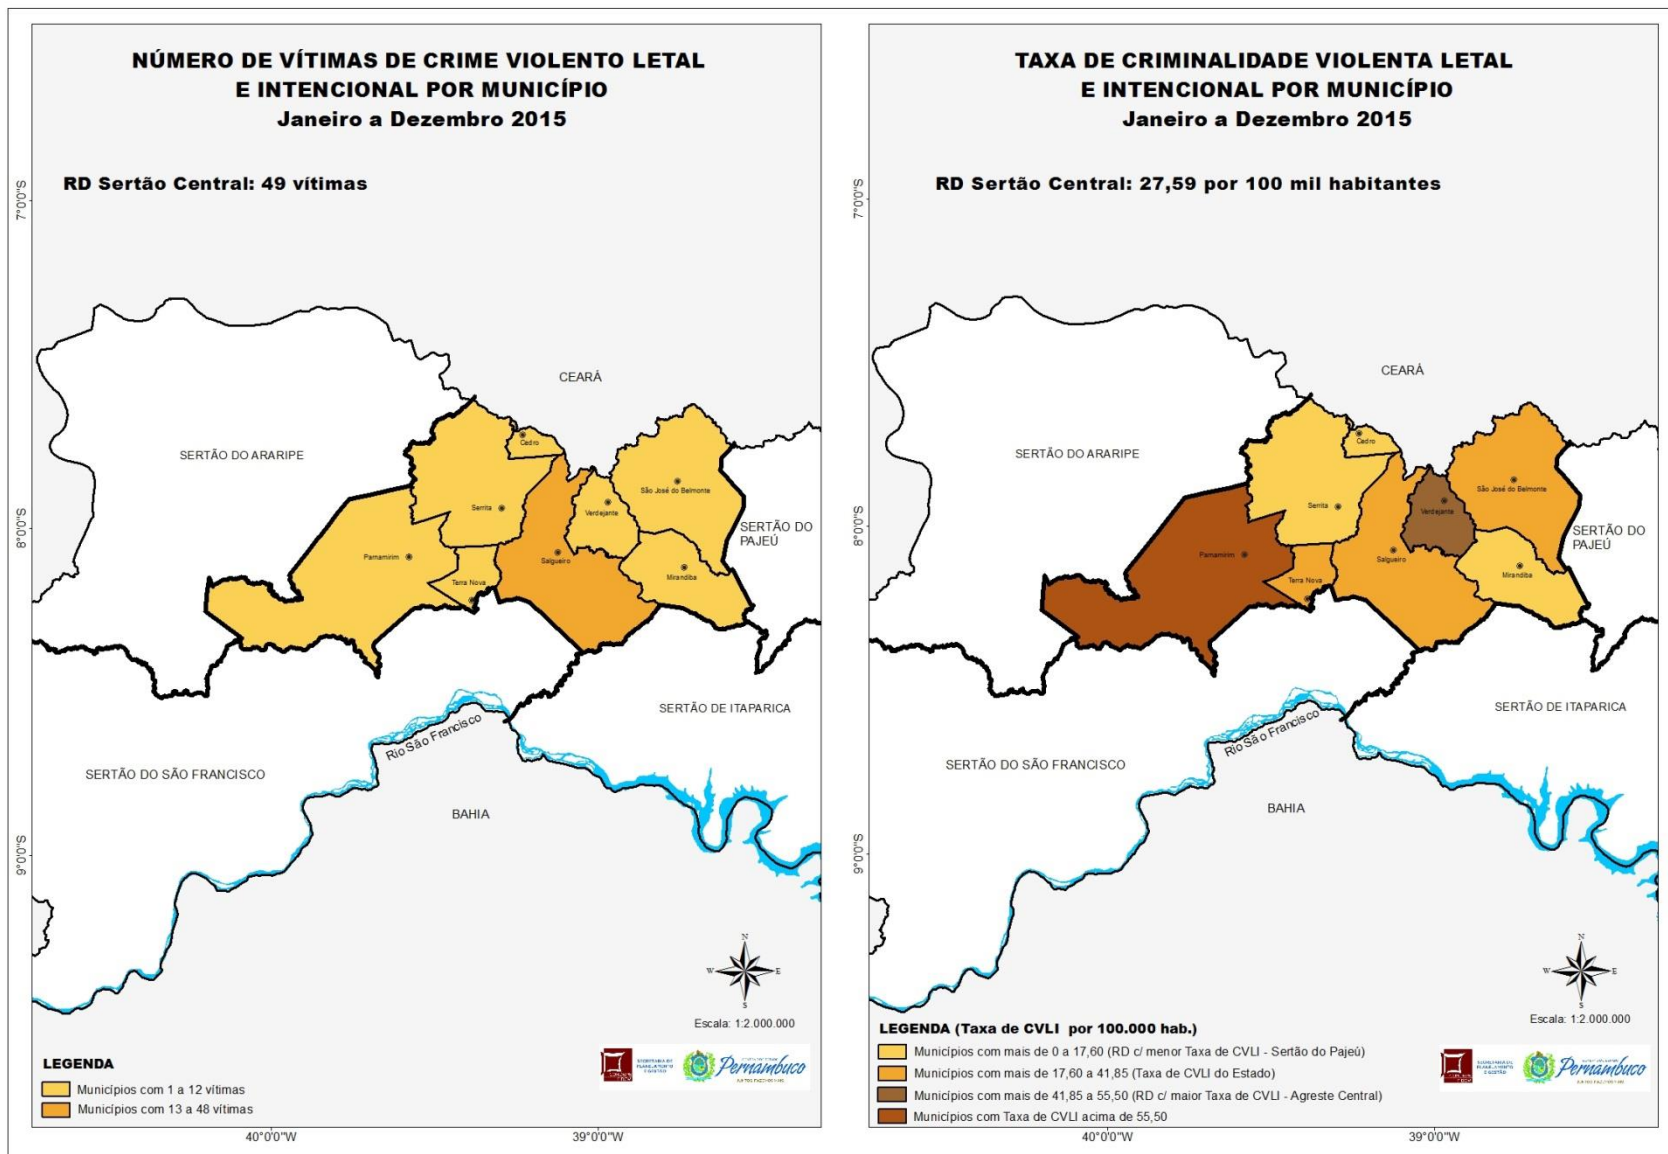 NÚMERO DE VÍTIMAS DE CRIME VIOLENTO LETAL
E INTENCIONAL POR MUNICÍPIO
Janeiro a Dezembro 2015
RD Sertão Central: 49 vítimas
7°0'0"S
8°0'0"S
9°0'0"S
CEARÁ
SERTÃO DO ARARIPE
Cedro
São José do Belmonte
Serrita
Verdejante
SERTÃO DO
PAJEÚ
Parnamirim
Salgueiro
Terra Nova
Mirandiba
SERTÃO DE ITAPARICA
Rio São Francisco
SERTÃO DO SÃO FRANCISCO
BAHIA
N
W
E
S
Escala: 1:2.000.000
LEGENDA
Municípios com 1 a 12 vítimas
Municípios com 13 a 48 vítimas
SECRETARIA DE
PLANEJAMENTO
E GESTÃO
Pernambuco
40°0'0"W
39°0'0"W
TAXA DE CRIMINALIDADE VIOLENTA LETAL
E INTENCIONAL POR MUNICÍPIO
Janeiro a Dezembro 2015
RD Sertão Central: 27,59 por 100 mil habitantes
7°0'0"S
8°0'0"S
9°0'0"S
CEARÁ
SERTÃO DO ARARIPE
Cedro
São José do Belmonte
Serrita
Verdejante
SERTÃO DO
PAJEÚ
Parnamirim
Salgueiro
Terra Nova
Mirandiba
SERTÃO DE ITAPARICA
Rio São Francisco
SERTÃO DO SÃO FRANCISCO
BAHIA
N
W
E
S
Escala: 1:2.000.000
LEGENDA (Taxa de CVLI por 100.000 hab.)
Municípios com mais de 0 a 17,60 (RD c/ menor Taxa de CVLI - Sertão do Pajeú)
Municípios com mais de 17,60 a 41,85 (Taxa de CVLI do Estado)
Municípios com mais de 41,85 a 55,50 (RD c/ maior Taxa de CVLI - Agreste Central)
Municípios com Taxa de CVLI acima de 55,50
SECRETARIA DE
PLANEJAMENTO
E GESTÃO
Pernambuco
40°0'0"W
39°0'0"W